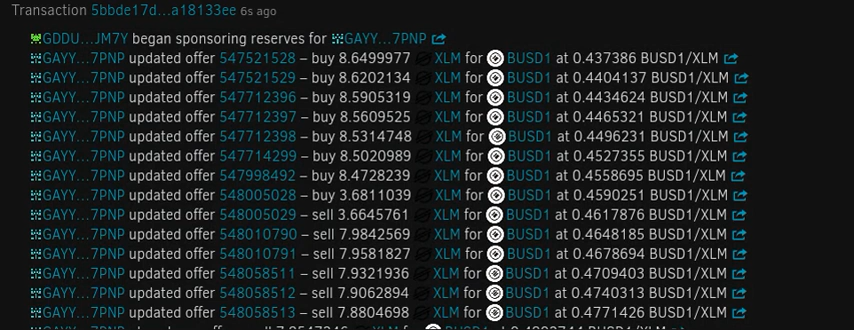 Transaction 5bbde17d...a18133ee 6s ago
GDDU...JM7Y began sponsoring reserves for GAYY...7PNP
GAYY...7PNP updated offer 547521528 – buy 8.6499977 XLM for BUSD1 at 0.437386 BUSD1/XLM
GAYY...7PNP updated offer 547521529 – buy 8.6202134 XLM for BUSD1 at 0.4404137 BUSD1/XLM
GAYY...7PNP updated offer 547712396 – buy 8.5905319 XLM for BUSD1 at 0.4434624 BUSD1/XLM
GAYY...7PNP updated offer 547712397 – buy 8.5609525 XLM for BUSD1 at 0.4465321 BUSD1/XLM
GAYY...7PNP updated offer 547712398 – buy 8.5314748 XLM for BUSD1 at 0.4496231 BUSD1/XLM
GAYY...7PNP updated offer 547714299 – buy 8.5020989 XLM for BUSD1 at 0.4527355 BUSD1/XLM
GAYY...7PNP updated offer 547998492 – buy 8.4728239 XLM for BUSD1 at 0.4558695 BUSD1/XLM
GAYY...7PNP updated offer 548005028 – buy 3.6811039 XLM for BUSD1 at 0.4590251 BUSD1/XLM
GAYY...7PNP updated offer 548005029 – sell 3.6645761 XLM for BUSD1 at 0.4617876 BUSD1/XLM
GAYY...7PNP updated offer 548010790 – sell 7.9842569 XLM for BUSD1 at 0.4648185 BUSD1/XLM
GAYY...7PNP updated offer 548010791 – sell 7.9581827 XLM for BUSD1 at 0.4678694 BUSD1/XLM
GAYY...7PNP updated offer 548058511 – sell 7.9321936 XLM for BUSD1 at 0.4709403 BUSD1/XLM
GAYY...7PNP updated offer 548058512 – sell 7.9062894 XLM for BUSD1 at 0.4740313 BUSD1/XLM
GAYY...7PNP updated offer 548058513 – sell 7.8804698 XLM for BUSD1 at 0.4771426 BUSD1/XLM